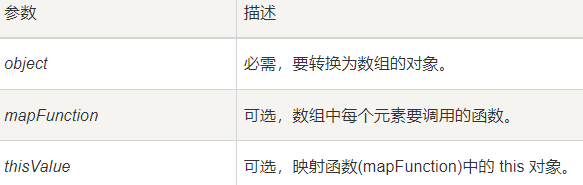 参数 描述
object 必需，要转换为数组的对象。
mapFunction 可选，数组中每个元素要调用的函数。
thisValue 可选，映射函数(mapFunction)中的 this 对象。